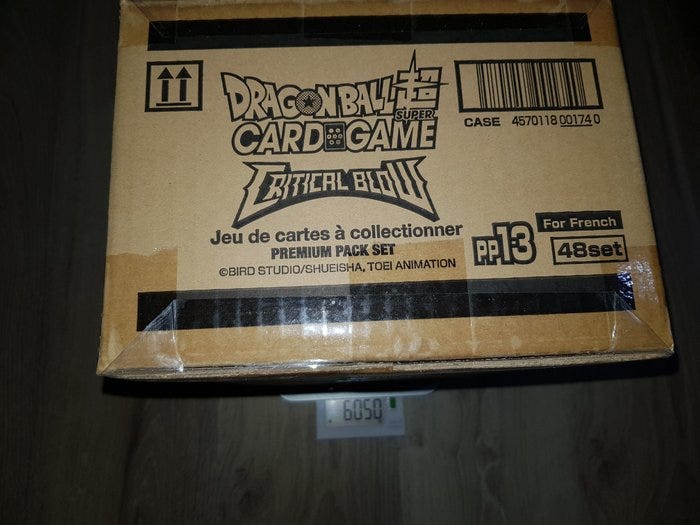 DRAGON BALL 超
SUPER
CARD GAME
CRITICAL BLOW
Jeu de cartes à collectionner
PREMIUM PACK SET
©BIRD STUDIO/SHUEISHA, TOEI ANIMATION
CASE 4570118 00174 0
PP13
For French
48set
6050